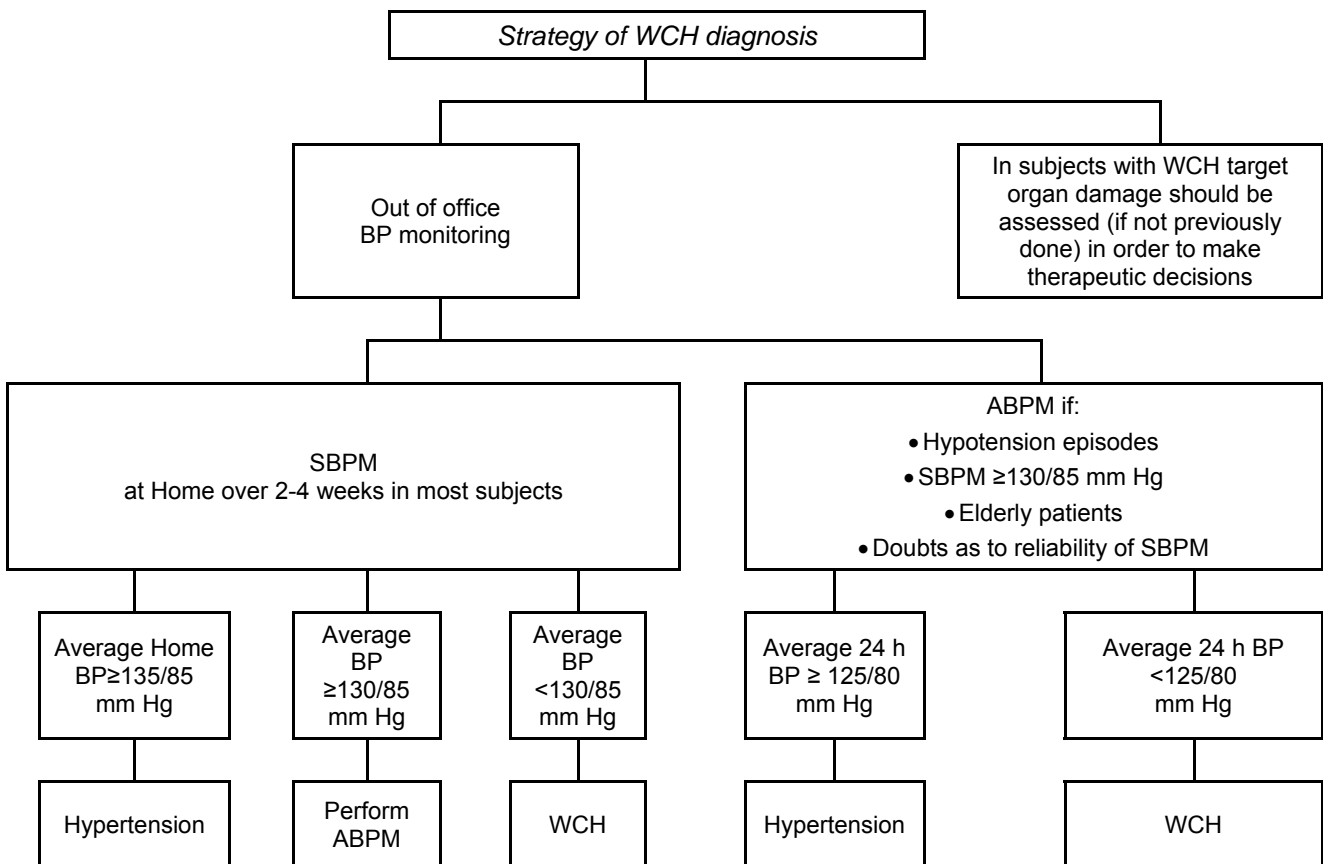 Strategy of WCH diagnosis
Out of office
BP monitoring
In subjects with WCH target
organ damage should be
assessed (if not previously
done) in order to make
therapeutic decisions
SBPM
at Home over 2-4 weeks in most subjects
ABPM if:
•Hypotension episodes
•SBPM ≥130/85 mm Hg
•Elderly patients
•Doubts as to reliability of SBPM
Average Home
BP≥135/85
mm Hg
Average
BP
≥130/85
mm Hg
Average
BP
<130/85
mm Hg
Average 24 h
BP ≥ 125/80
mm Hg
Average 24 h BP
<125/80
mm Hg
Hypertension
Perform
ABPM
WCH
Hypertension
WCH